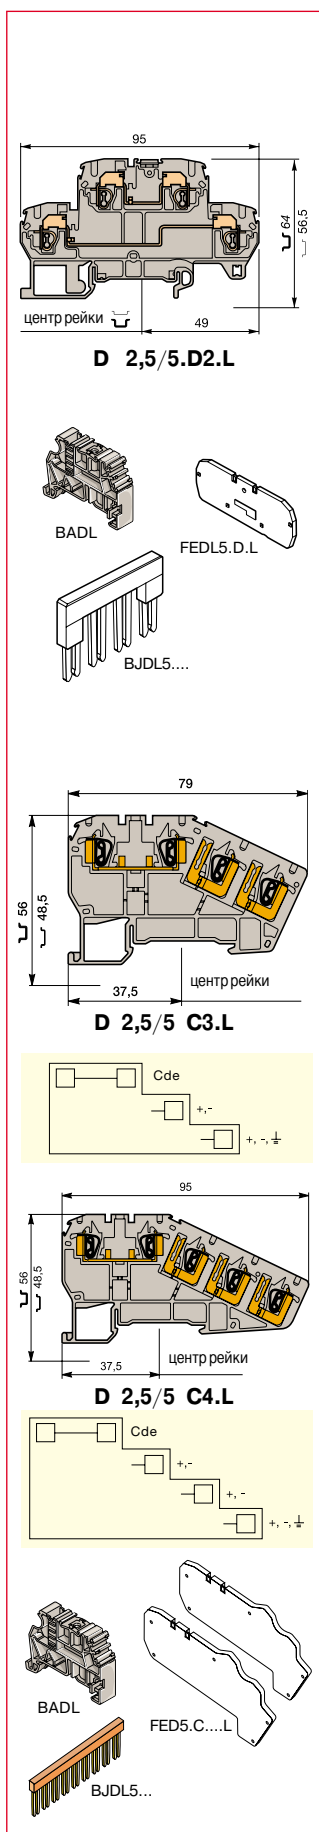 95
64
56,5
центр рейки
49
D 2,5/5.D2.L
BADL
FEDL5.D.L
BJDL5....
79
56
48,5
центр рейки
37,5
D 2,5/5 C3.L
Cde
+,-
+, -, ⏚
95
56
48,5
центр рейки
37,5
D 2,5/5 C4.L
Cde
+,-
+, -
+, -, ⏚
BADL
FED5.C....L
BJDL5...